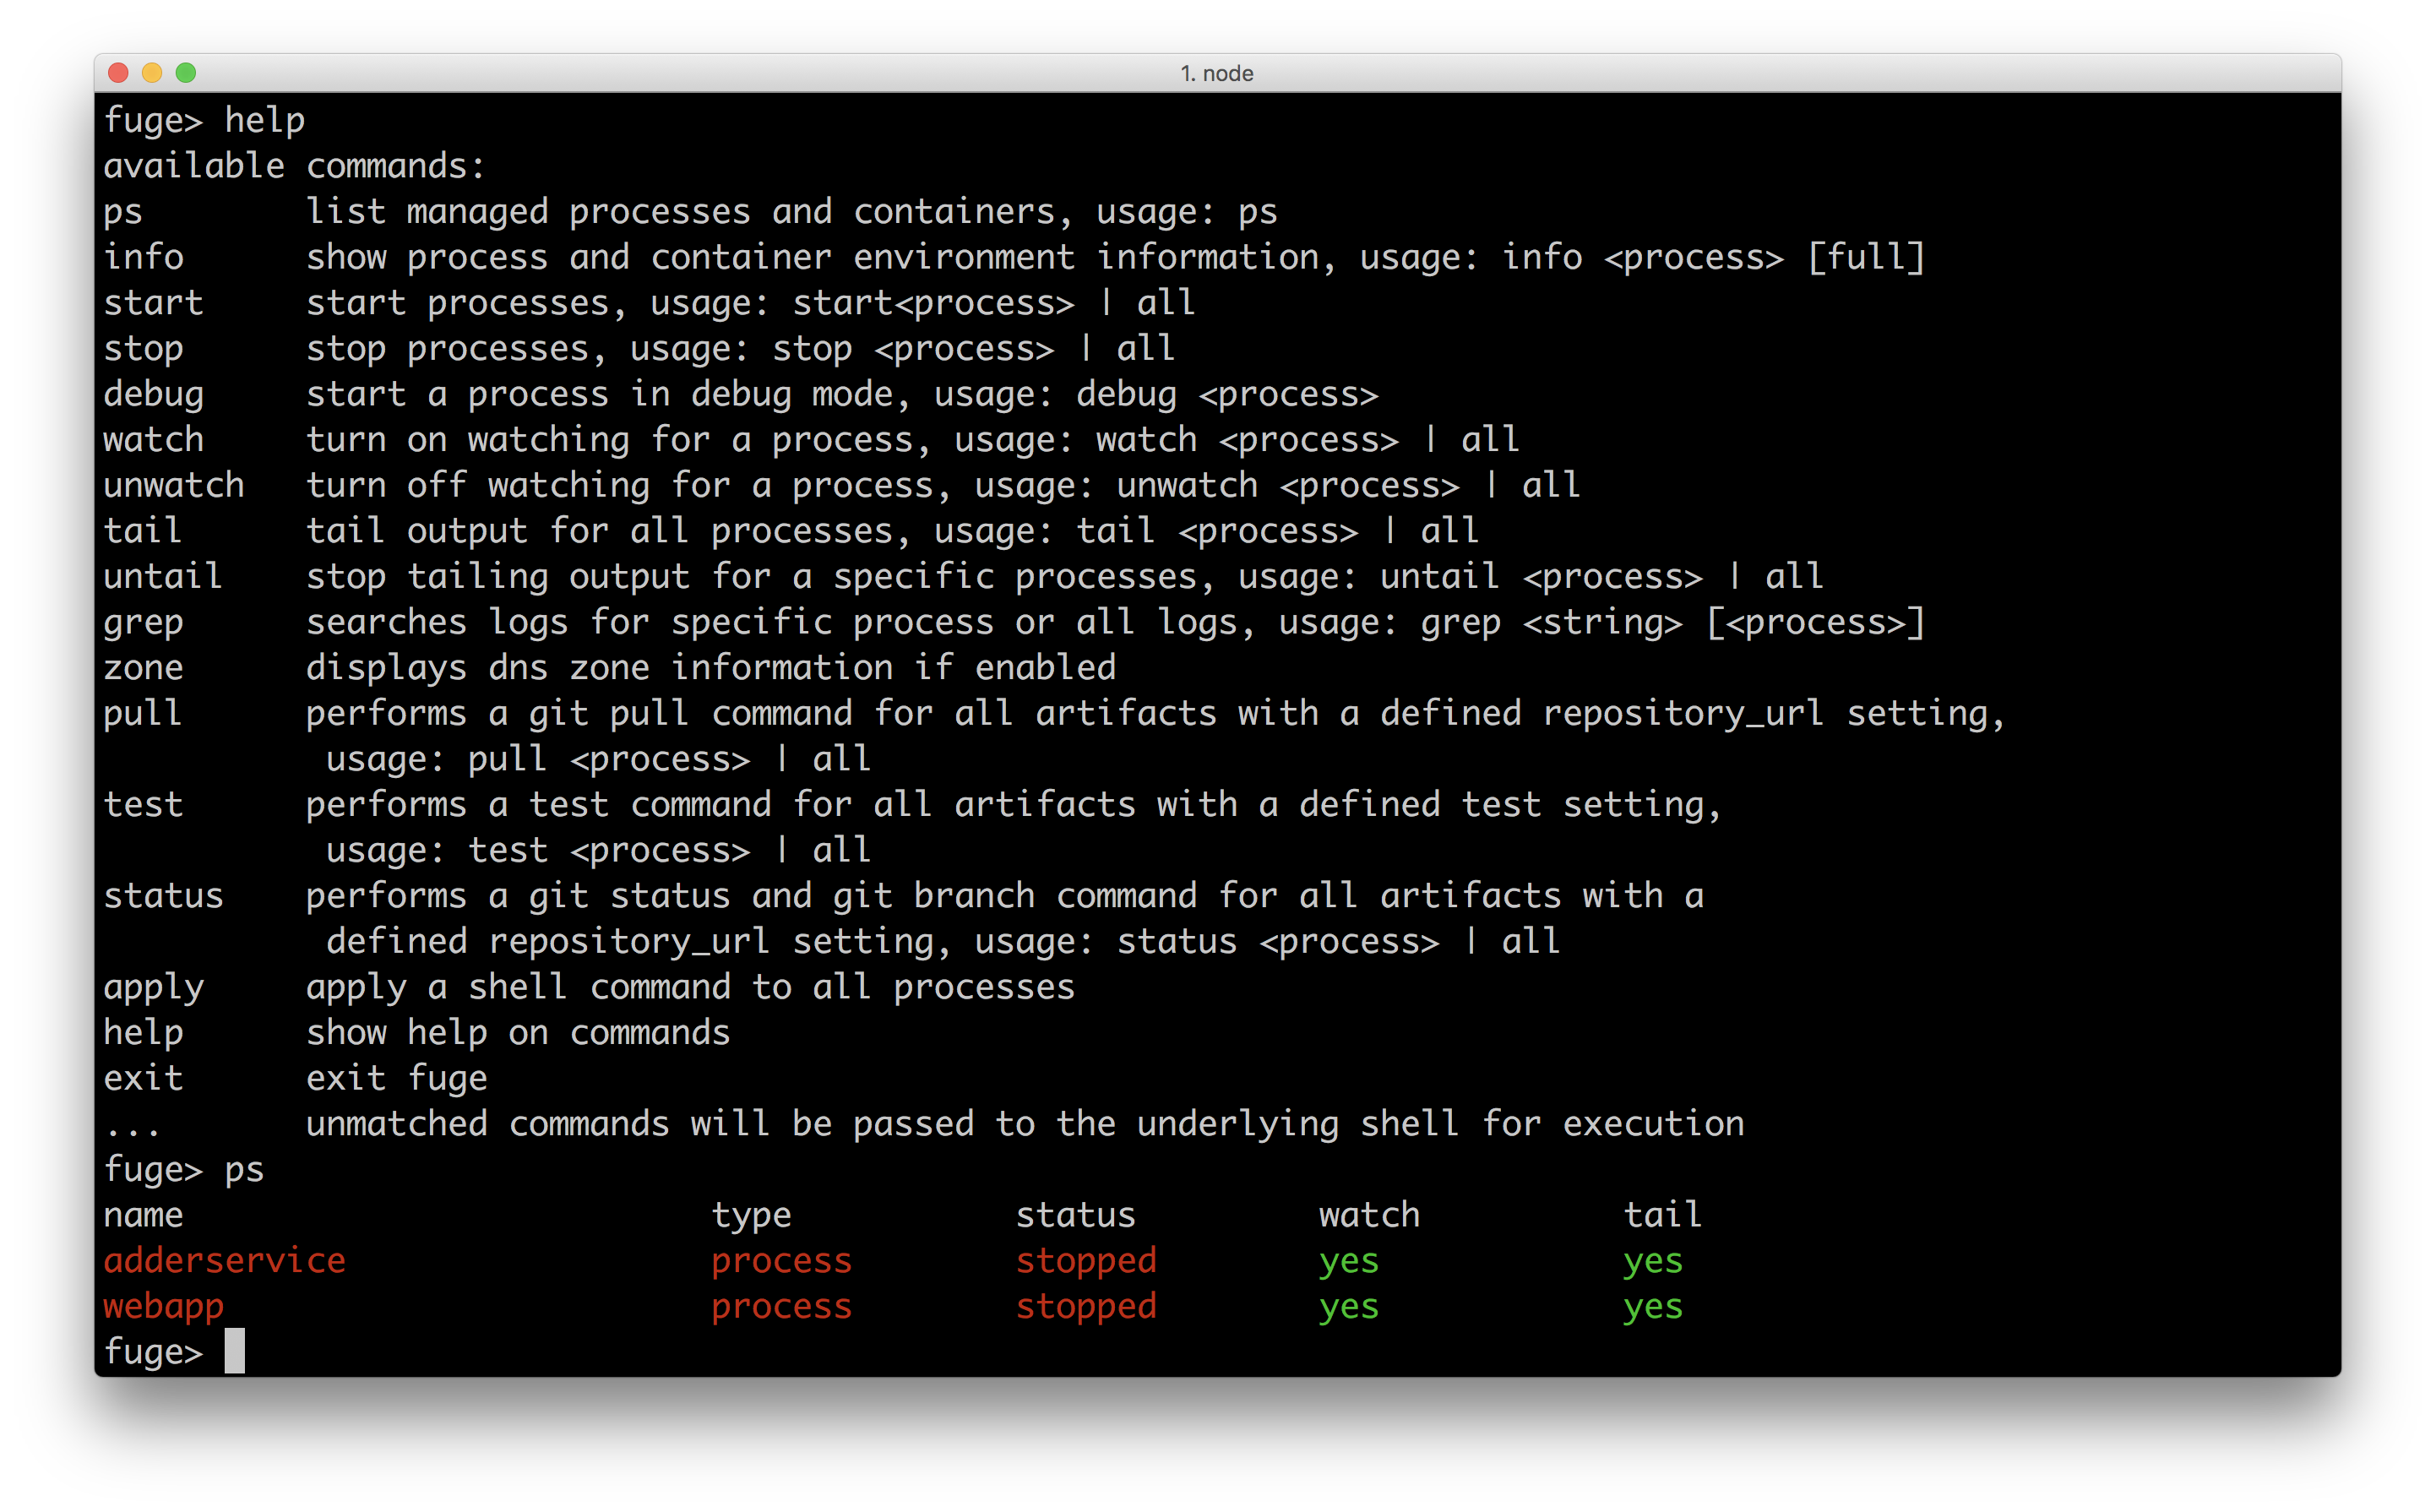 1. node
fuge> help
available commands:
ps        list managed processes and containers, usage: ps
info      show process and container environment information, usage: info <process> [full]
start     start processes, usage: start<process> | all
stop      stop processes, usage: stop <process> | all
debug     start a process in debug mode, usage: debug <process>
watch     turn on watching for a process, usage: watch <process> | all
unwatch   turn off watching for a process, usage: unwatch <process> | all
tail      tail output for all processes, usage: tail <process> | all
untail    stop tailing output for a specific processes, usage: untail <process> | all
grep      searches logs for specific process or all logs, usage: grep <string> [<process>]
zone      displays dns zone information if enabled
pull      performs a git pull command for all artifacts with a defined repository_url setting,
           usage: pull <process> | all
test      performs a test command for all artifacts with a defined test setting,
           usage: test <process> | all
status    performs a git status and git branch command for all artifacts with a
           defined repository_url setting, usage: status <process> | all
apply     apply a shell command to all processes
help      show help on commands
exit      exit fuge
...       unmatched commands will be passed to the underlying shell for execution
fuge> ps
name                          type           status         watch          tail
adderservice                  process        stopped        yes            yes
webapp                        process        stopped        yes            yes
fuge>